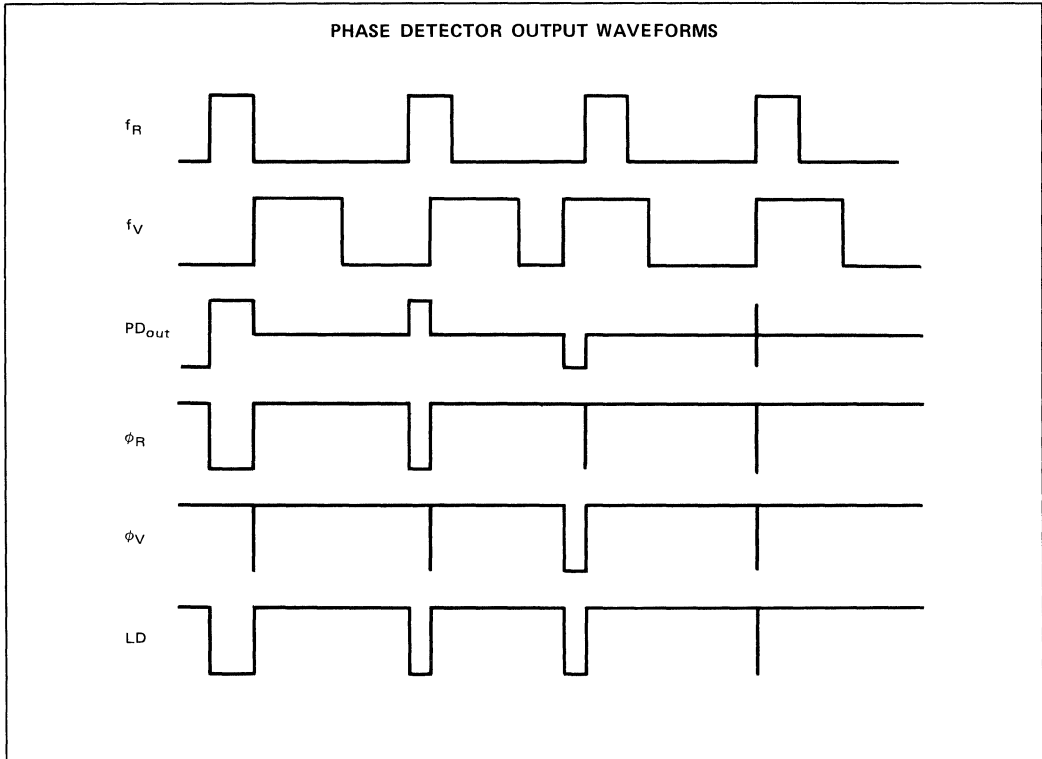 PHASE DETECTOR OUTPUT WAVEFORMS
fR
fV
PDout
ϕR
ϕV
LD